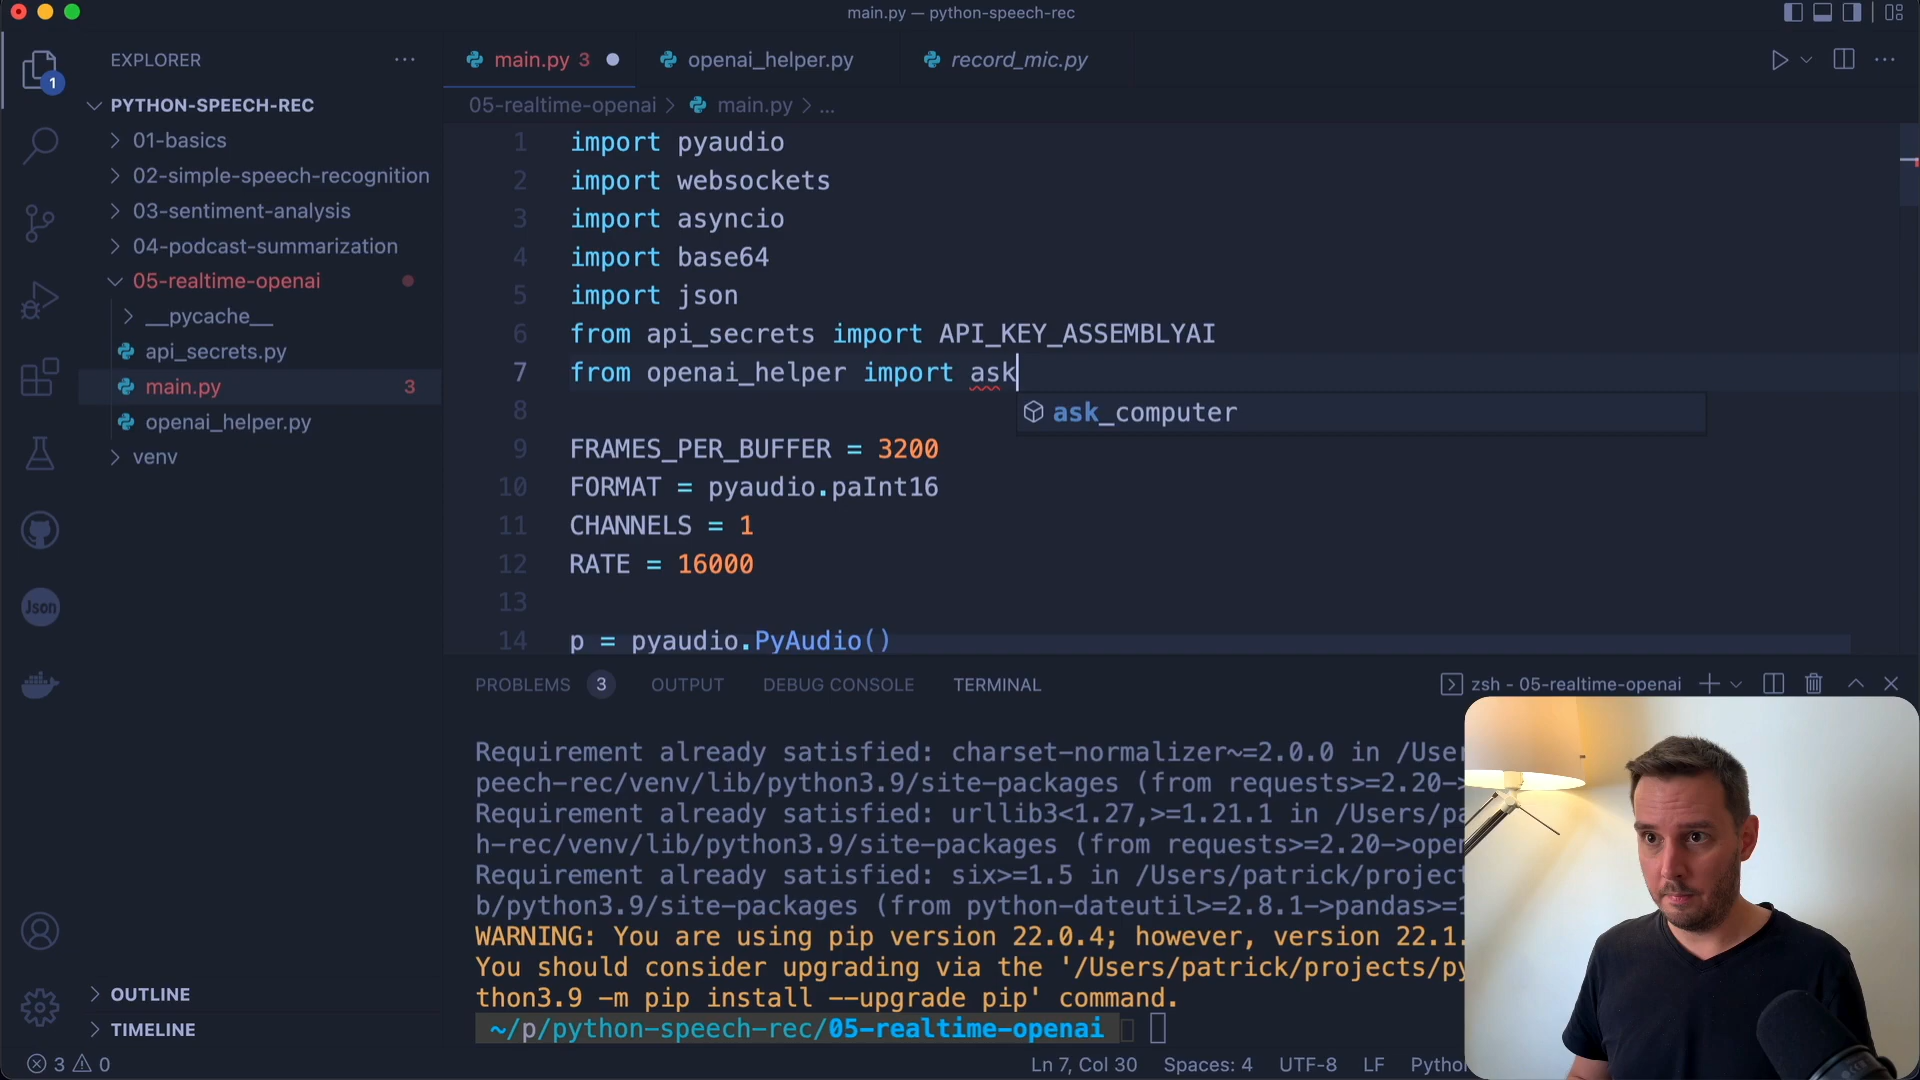 main.py — python-speech-rec
1
EXPLORER
PYTHON-SPEECH-REC
01-basics
02-simple-speech-recognition
03-sentiment-analysis
04-podcast-summarization
05-realtime-openai
__pycache__
api_secrets.py
main.py 3
openai_helper.py
venv
OUTLINE
TIMELINE
Json
main.py 3
openai_helper.py
record_mic.py
05-realtime-openai > main.py > ...
1 import pyaudio
2 import websockets
3 import asyncio
4 import base64
5 import json
6 from api_secrets import API_KEY_ASSEMBLYAI
7 from openai_helper import ask
ask_computer
8
9 FRAMES_PER_BUFFER = 3200
10 FORMAT = pyaudio.paInt16
11 CHANNELS = 1
12 RATE = 16000
13
14 p = pyaudio.PyAudio()
PROBLEMS 3 OUTPUT DEBUG CONSOLE TERMINAL
zsh - 05-realtime-openai
Requirement already satisfied: charset-normalizer~=2.0.0 in /User
peech-rec/venv/lib/python3.9/site-packages (from requests>=2.20->
Requirement already satisfied: urllib3<1.27,>=1.21.1 in /Users/pa
h-rec/venv/lib/python3.9/site-packages (from requests>=2.20->oper
Requirement already satisfied: six>=1.5 in /Users/patrick/project
b/python3.9/site-packages (from python-dateutil>=2.8.1->pandas>=1
WARNING: You are using pip version 22.0.4; however, version 22.1.
You should consider upgrading via the '/Users/patrick/projects/py
thon3.9 -m pip install --upgrade pip' command.
~/p/python-speech-rec/05-realtime-openai
3 0
Ln 7, Col 30 Spaces: 4 UTF-8 LF Python